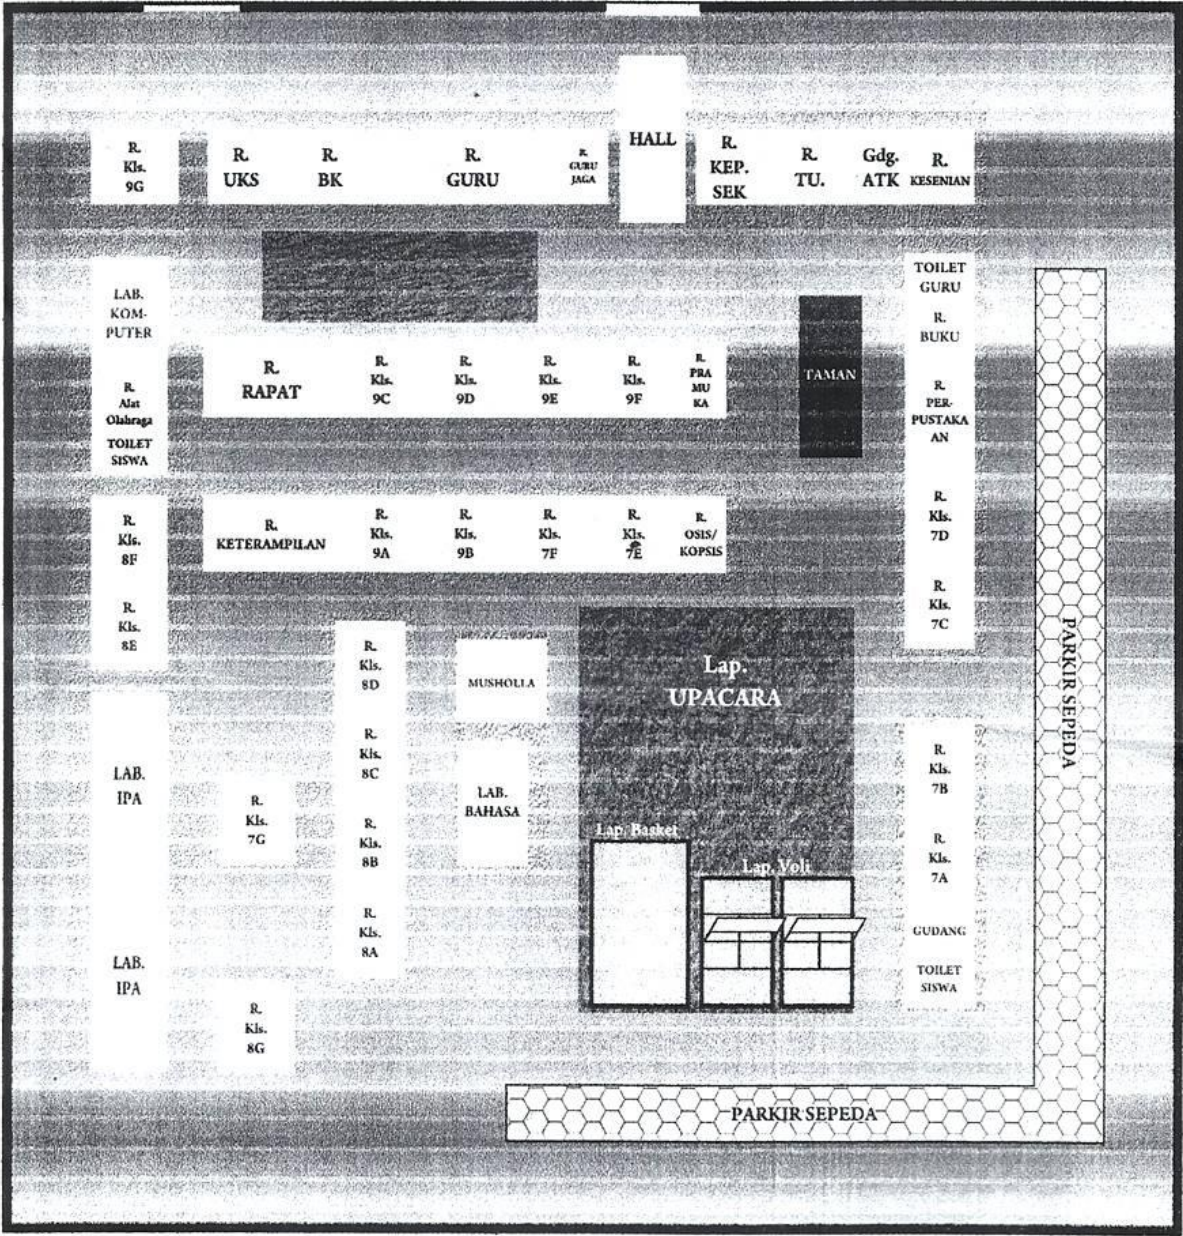 R.
Kls.
9G
R.
UKS
R.
BK
R.
GURU
R.
GURU
JAGA
HALL
R.
KEP.
SEK
R.
TU.
Gdg.
ATK
R.
KESENIAN
LAB.
KOM-
PUTER
R.
Alat
Olahraga
TOILET
SISWA
R.
RAPAT
R.
Kls.
9C
R.
Kls.
9D
R.
Kls.
9E
R.
Kls.
9F
R.
PRA
MU
KA
TAMAN
TOILET
GURU
R.
BUKU
R.
PER-
PUSTAKA
AN
R.
Kls.
7D
R.
Kls.
7C
R.
Kls.
8F
R.
Kls.
8E
R.
KETERAMPILAN
R.
Kls.
9A
R.
Kls.
9B
R.
Kls.
7F
R.
Kls.
7E
R.
OSIS/
KOPSIS
R.
Kls.
8D
R.
Kls.
8C
R.
Kls.
8B
R.
Kls.
8A
MUSHOLLA
LAB.
BAHASA
Lap.
UPACARA
Lap. Basket
Lap. Voli
R.
Kls.
7B
R.
Kls.
7A
GUDANG
TOILET
SISWA
PARKIR SEPEDA
LAB.
IPA
R.
Kls.
7G
LAB.
IPA
R.
Kls.
8G
PARKIR SEPEDA